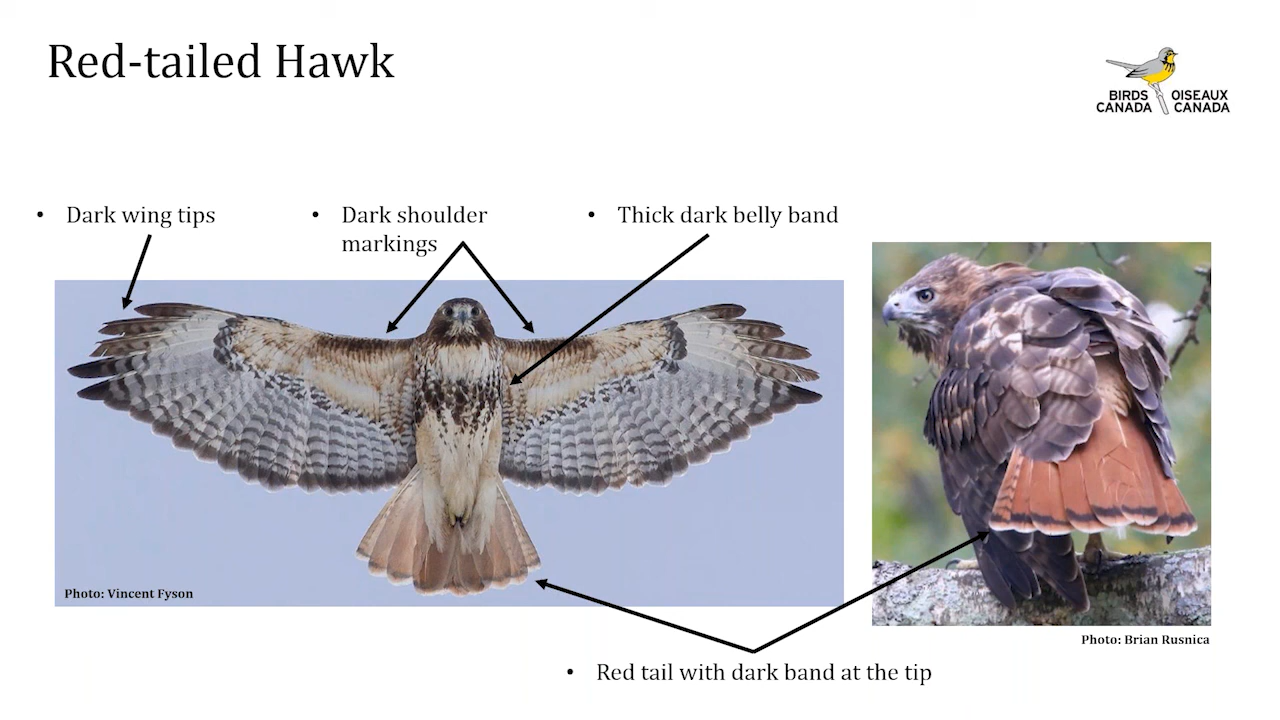 Red-tailed Hawk
BIRDS OISEAUX
CANADA CANADA
• Dark wing tips
• Dark shoulder
markings
• Thick dark belly band
Photo: Vincent Fyson
Photo: Brian Rusnica
• Red tail with dark band at the tip